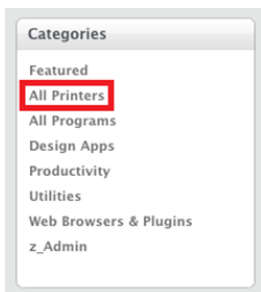 Categories
Featured
All Printers
All Programs
Design Apps
Productivity
Utilities
Web Browsers & Plugins
z_Admin